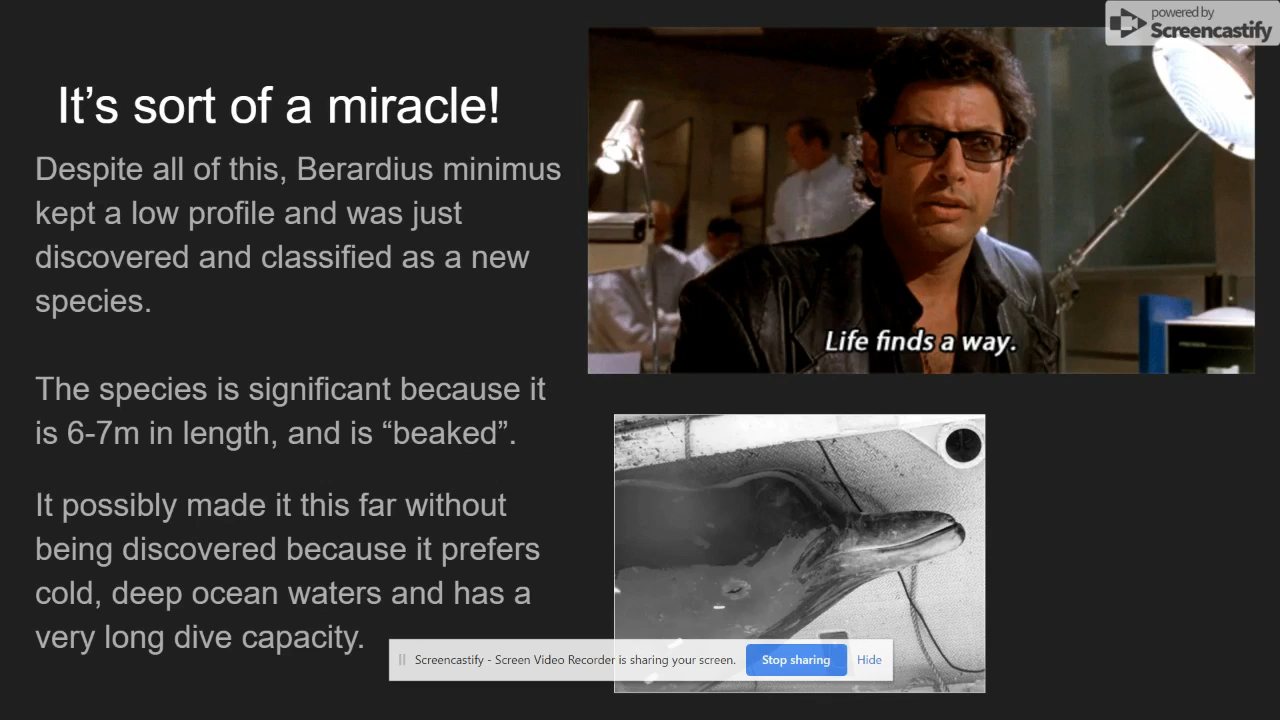 powered by
Screencastify
It’s sort of a miracle!
Despite all of this, Berardius minimus
kept a low profile and was just
discovered and classified as a new
species.
The species is significant because it
is 6-7m in length, and is “beaked”.
It possibly made it this far without
being discovered because it prefers
cold, deep ocean waters and has a
very long dive capacity.
Life finds a way.
Screencastify - Screen Video Recorder is sharing your screen.
Stop sharing
Hide